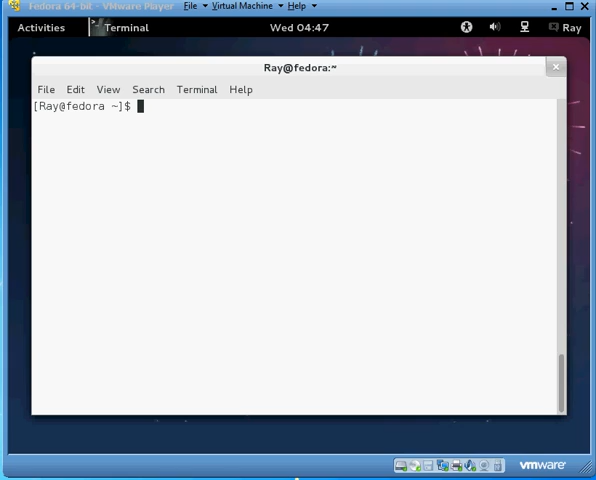 Fedora 64-bit - VMware Player File Virtual Machine Help
Activities Terminal Wed 04:47 Ray
Ray@fedora:~
File Edit View Search Terminal Help
[Ray@fedora ~]$
vmware